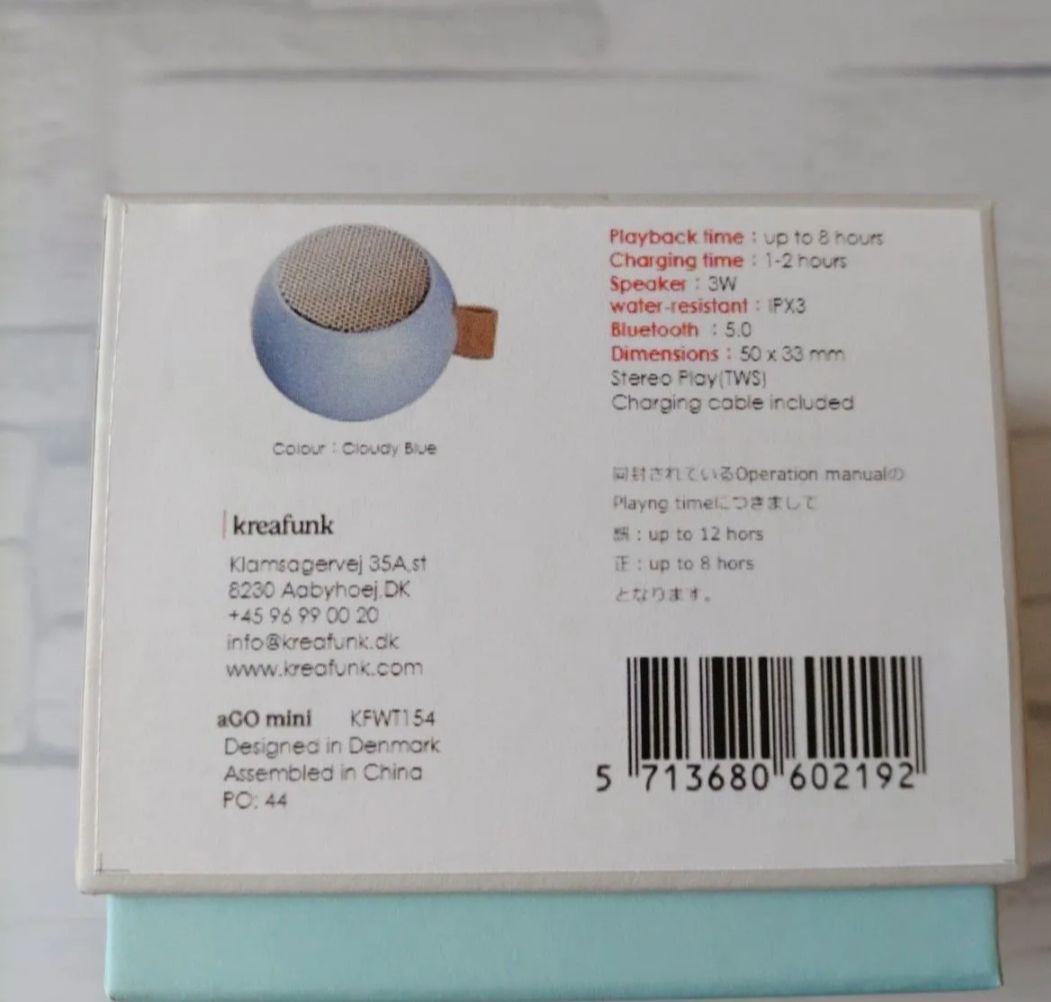 Colour : Cloudy Blue
kreafunk
Klamsagervej 35A,st
8230 Aabyhoej,DK
+45 96 99 00 20
info@kreafunk.dk
www.kreafunk.com
aGO mini KFWT154
Designed in Denmark
Assembled in China
PO: 44
Playback time : up to 8 hours
Charging time : 1-2 hours
Speaker : 3W
water-resistant : IPX3
Bluetooth : 5.0
Dimensions : 50 x 33 mm
Stereo Play(TWS)
Charging cable included
同封されているOperation manualの
Playng timeにつきまして
誤 : up to 12 hors
正 : up to 8 hors
となります。
5 713680 602192